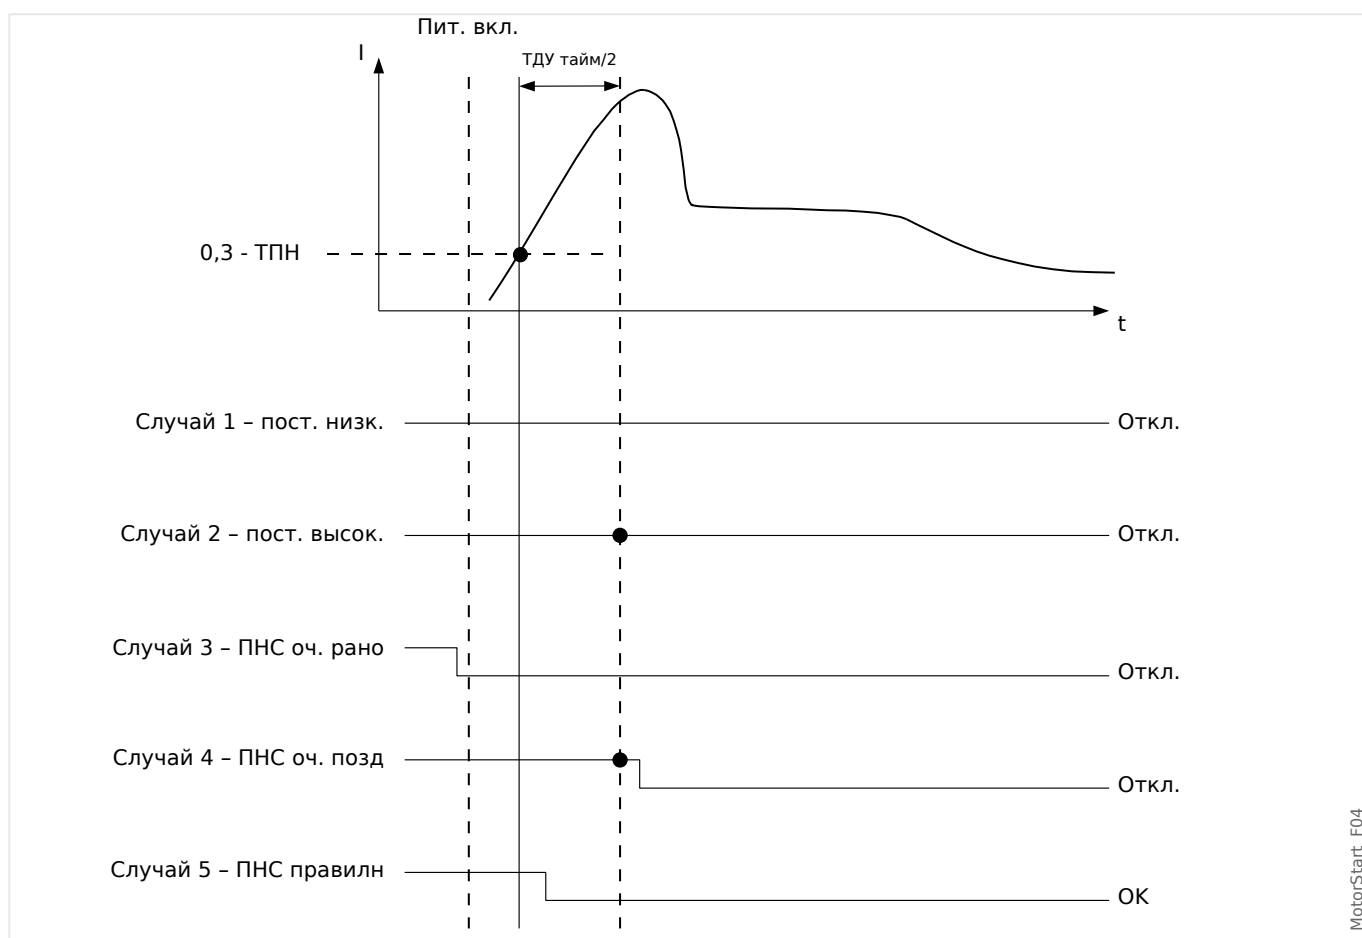 Пит. вкл.
I
ТДУ тайм/2
0,3 - ТПН
t
Случай 1 – пост. низк.
Откл.
Случай 2 – пост. высок.
Откл.
Случай 3 – ПНС оч. рано
Откл.
Случай 4 – ПНС оч. позд
Откл.
Случай 5 – ПНС правилн
OK
MotorStart_F04